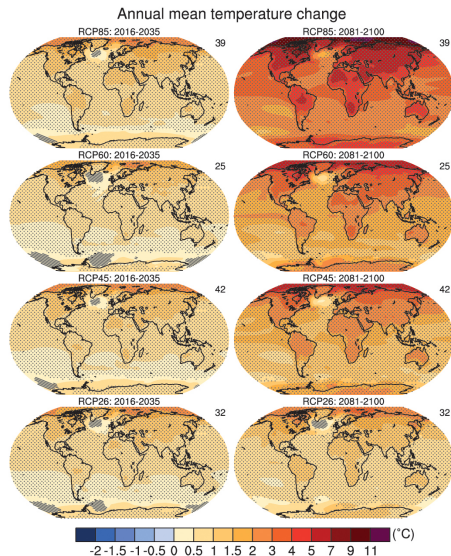 Annual mean temperature change
RCP85: 2016-2035 39 RCP85: 2081-2100 39
RCP60: 2016-2035 25 RCP60: 2081-2100 25
RCP45: 2016-2035 42 RCP45: 2081-2100 42
RCP26: 2016-2035 32 RCP26: 2081-2100 32
(°C)
-2 -1.5 -1 -0.5 0 0.5 1 1.5 2 3 4 5 7 9 11